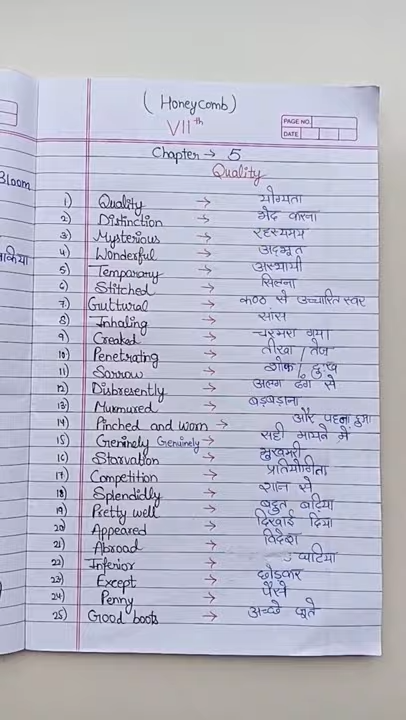 (Honeycomb)
VIIth
PAGE NO.
DATE
Chapter → 5
Quality
Bloom
1) Quality → योग्यता
2) Distinction → भेद करना
3) Mysterious → रहस्यमय
4) Wonderful → अद्भूत
5) Temparary → अस्थायी
6) Stitched → सिलना
7) Guttural → कण्ठ से उच्चारित स्वर
8) Inhaling → सांस
9) Creaked → चरमरा गया
10) Penetrating → तीखा / तेज
11) Sorrow → शोक / दुःख
12) Disbresently → अलग ढंग से
13) Murmured → बड़बड़ाना
14) Pinched and worn → और पहना हुआ
15) Geninely Genuinely → सही मायने में
16) Starvation → भुखमरी
17) Competition → प्रतियोगिता
18) Splendidly → शान से
19) Pretty well → बहुत बढ़िया
20) Appeared → दिखाई दिया
21) Abroad → विदेश
22) Inferior → घटिया
23) Except → छोड़कर
24) Penny → पैसे
25) Good boots → अच्छे जूते